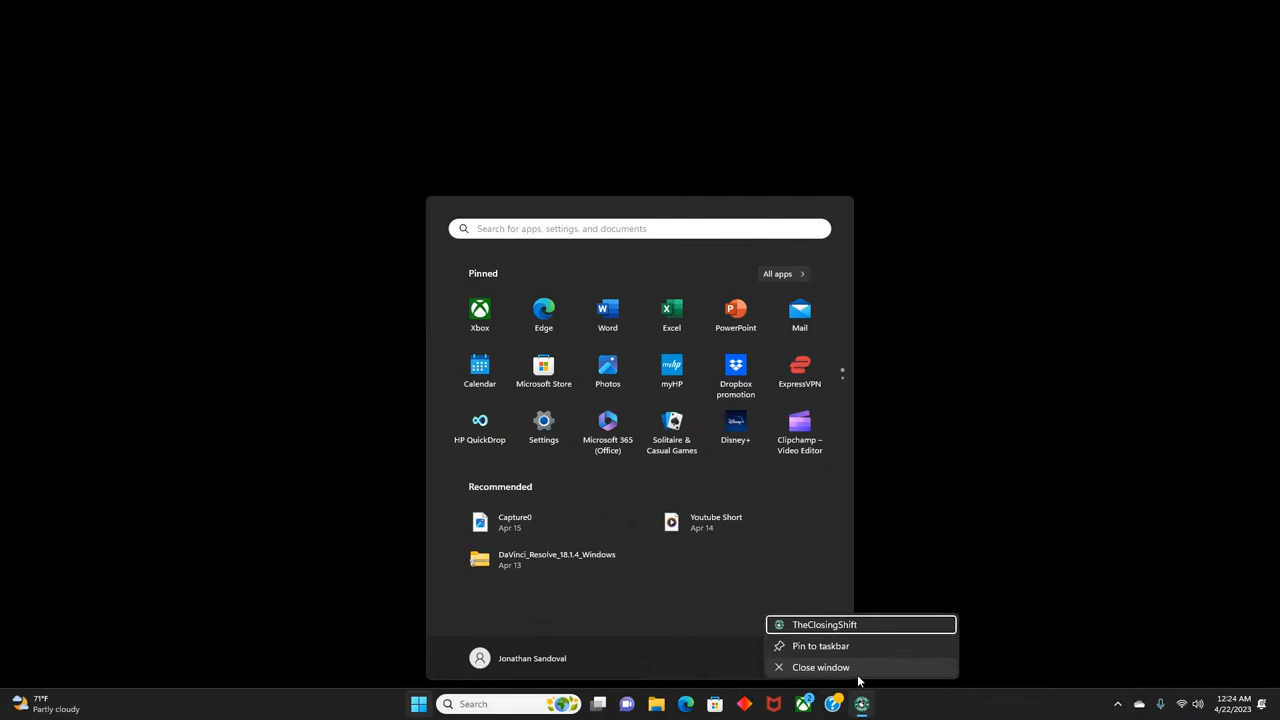 Search for apps, settings, and documents
Pinned
All apps
Xbox
Edge
Word
Excel
PowerPoint
Mail
Calendar
Microsoft Store
Photos
myHP
Dropbox
promotion
ExpressVPN
HP QuickDrop
Settings
Microsoft 365
(Office)
Solitaire &
Casual Games
Disney+
Clipchamp –
Video Editor
Recommended
Capture0
Apr 15
Youtube Short
Apr 14
DaVinci_Resolve_18.1.4_Windows
Apr 13
TheClosingShift
Pin to taskbar
Close window
Jonathan Sandoval
71°F
Partly cloudy
Search
2
12:24 AM
4/22/2023